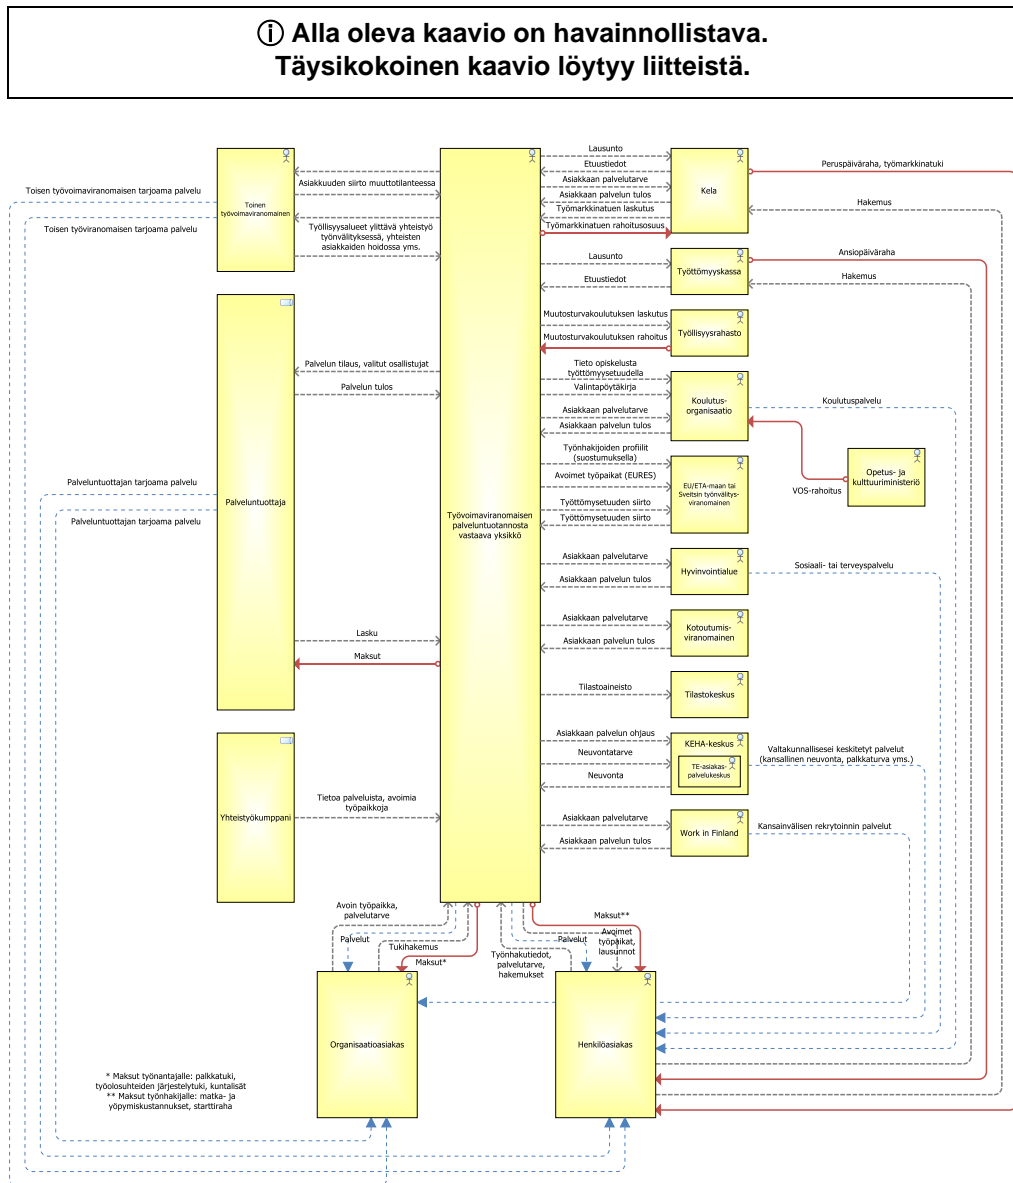 ⓘ Alla oleva kaavio on havainnollistava.
Täysikokoinen kaavio löytyy liitteistä.
Toinen
työvoimaviranomainen
Toisen työvoimaviranomaisen tarjoama palvelu
Toisen työviranomaisen tarjoama palvelu
Asiakkuuden siirto muuttotilanteessa
Työllisyysalueet ylittävä yhteistyö
työnvälityksessä, yhteisten
asiakkaiden hoidossa yms.
Palveluntuottaja
Palvelun tilaus, valitut osallistujat
Palvelun tulos
Palveluntuottajan tarjoama palvelu
Palveluntuottajan tarjoama palvelu
Lasku
Maksut
Yhteistyökumppani
Tietoa palveluista, avoimia
työpaikkoja
Työvoimaviranomaisen
palveluntuotannosta
vastaava yksikkö
Lausunto
Etuustiedot
Asiakkaan palvelutarve
Asiakkaan palvelun tulos
Työmarkkinatuen laskutus
Työmarkkinatuen rahoitusosuus
Kela
Peruspäiväraha, työmarkkinatuki
Hakemus
Lausunto
Etuustiedot
Työttömyyskassa
Ansiopäiväraha
Hakemus
Muutosturvakoulutuksen laskutus
Muutosturvakoulutuksen rahoitus
Työllisyysrahasto
Tieto opiskelusta
työttömyysetuudella
Valintapöytäkirja
Asiakkaan palvelutarve
Asiakkaan palvelun tulos
Koulutus-
organisaatio
Koulutuspalvelu
VOS-rahoitus
Opetus- ja
kulttuuriministeriö
Työnhakijoiden profiilit
(suostumuksella)
Avoimet työpaikat (EURES)
Työttömysetuuden siirto
Työttömysetuuden siirto
EU/ETA-maan tai
Sveitsin työnvälitys-
viranomainen
Asiakkaan palvelutarve
Asiakkaan palvelun tulos
Hyvinvointialue
Sosiaali- tai terveyspalvelu
Asiakkaan palvelutarve
Asiakkaan palvelun tulos
Kotoutumis-
viranomainen
Tilastoaineisto
Tilastokeskus
Asiakkaan palvelun ohjaus
Neuvontatarve
Neuvonta
KEHA-keskus
TE-asiakas-
palvelukeskus
Valtakunnallisesei keskitetyt palvelut
(kansallinen neuvonta, palkkaturva yms.)
Asiakkaan palvelutarve
Asiakkaan palvelun tulos
Work in Finland
Kansainvälisen rekrytoinnin palvelut
Avoin työpaikka,
palvelutarve
Palvelut
Tukihakemus
Maksut*
Työnhakutiedot,
palvelutarve,
hakemukset
Palvelut
Maksut**
Avoimet
työpaikat,
lausunnot
Organisaatioasiakas
Henkilöasiakas
* Maksut työnantajalle: palkkatuki,
työolosuhteiden järjestelytuki, kuntalisät
** Maksut työnhakijalle: matka- ja
yöpymiskustannukset, starttiraha